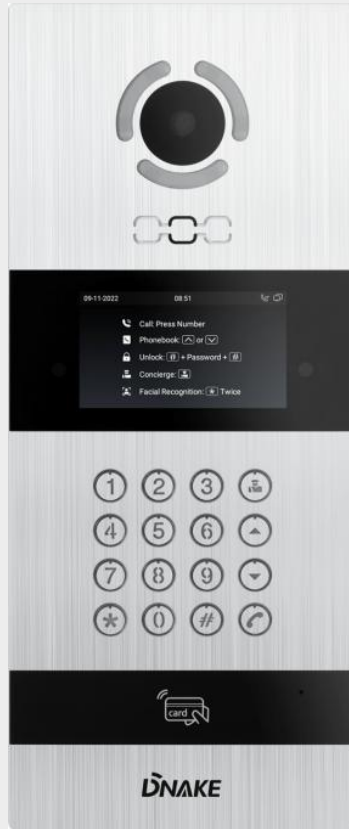 09-11-2022 08:51
Call: Press Number
Phonebook: or
Unlock: # + Password + #
Concierge:
Facial Recognition: * Twice
1 2 3
4 5 6
7 8 9
* 0 #
card
DNAKE